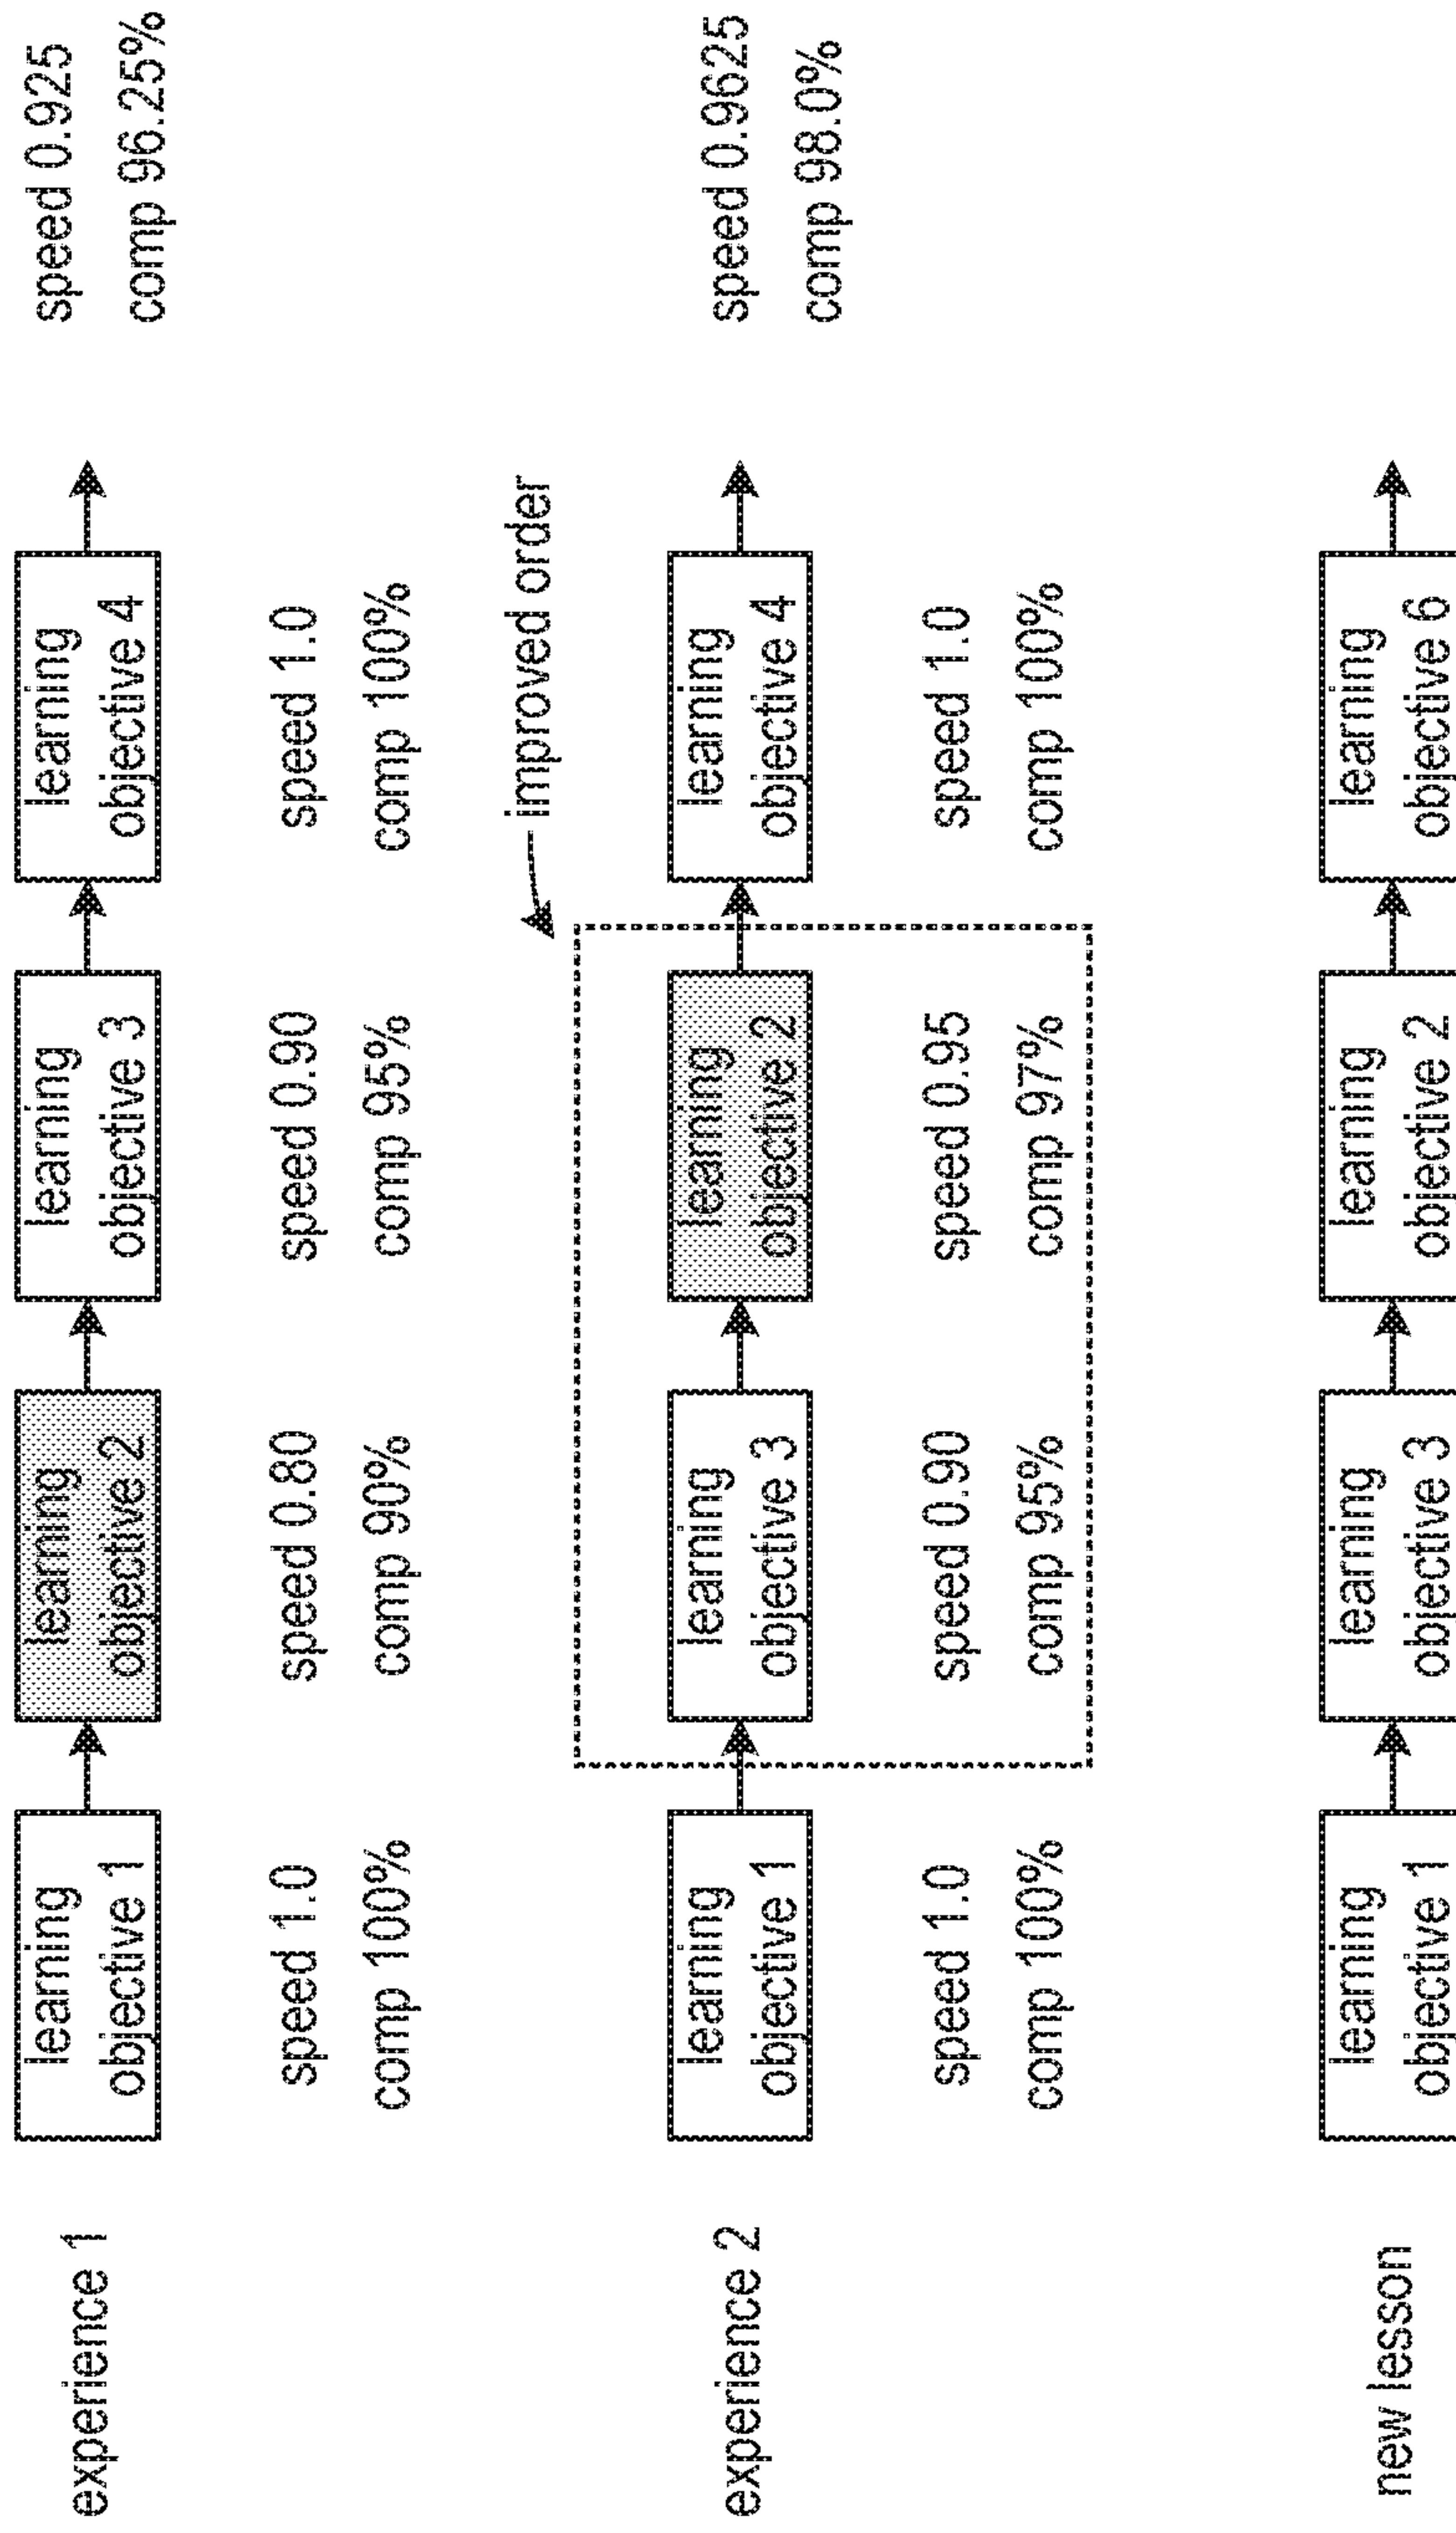 experience 1
learning
objective 1
learning
objective 2
learning
objective 3
learning
objective 4
speed 0.925
comp 96.25%
speed 1.0
comp 100%
speed 0.80
comp 90%
speed 0.90
comp 95%
speed 1.0
comp 100%
improved order
experience 2
learning
objective 1
learning
objective 3
learning
objective 2
learning
objective 4
speed 0.9625
comp 98.0%
speed 1.0
comp 100%
speed 0.90
comp 95%
speed 0.95
comp 97%
speed 1.0
comp 100%
new lesson
learning
objective 1
learning
objective 3
learning
objective 2
learning
objective 6